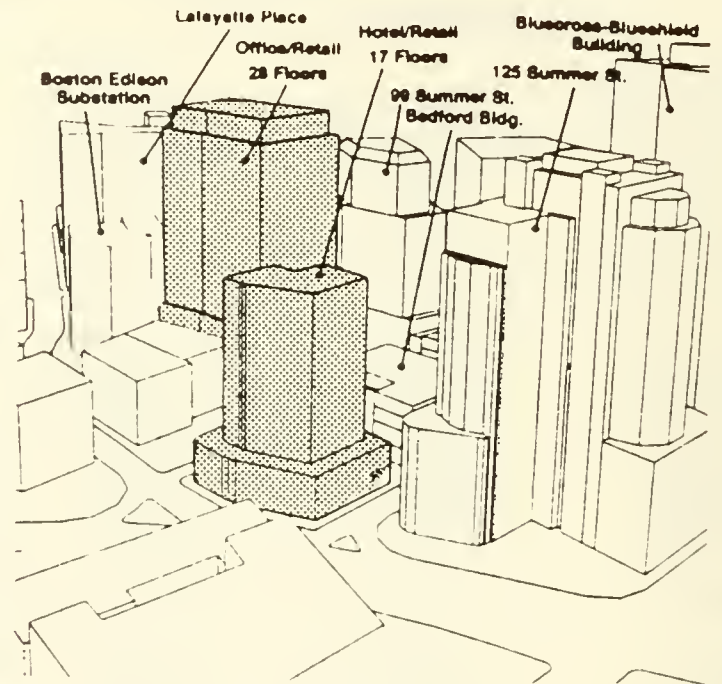 Lafayette Place
Office/Retail
28 Floors
Hotel/Retail
17 Floors
Bluecross-Blueshield
Building
Boston Edison
Substation
99 Summer St.
Bedford Bldg.
125 Summer St.